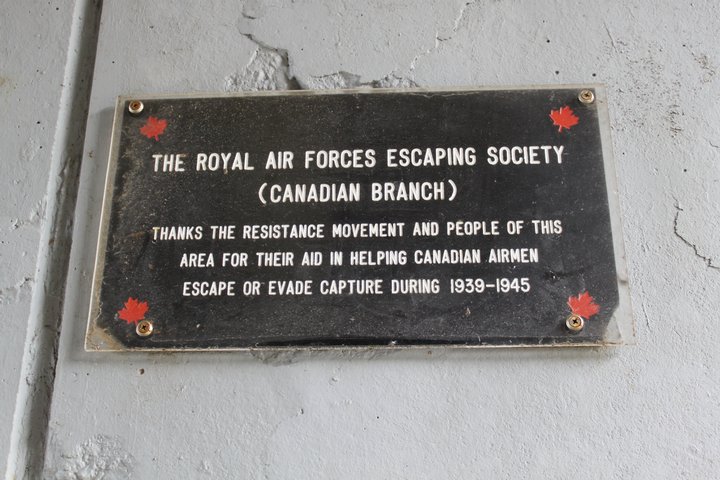 THE ROYAL AIR FORCES ESCAPING SOCIETY
(CANADIAN BRANCH)
THANKS THE RESISTANCE MOVEMENT AND PEOPLE OF THIS
AREA FOR THEIR AID IN HELPING CANADIAN AIRMEN
ESCAPE OR EVADE CAPTURE DURING 1939-1945